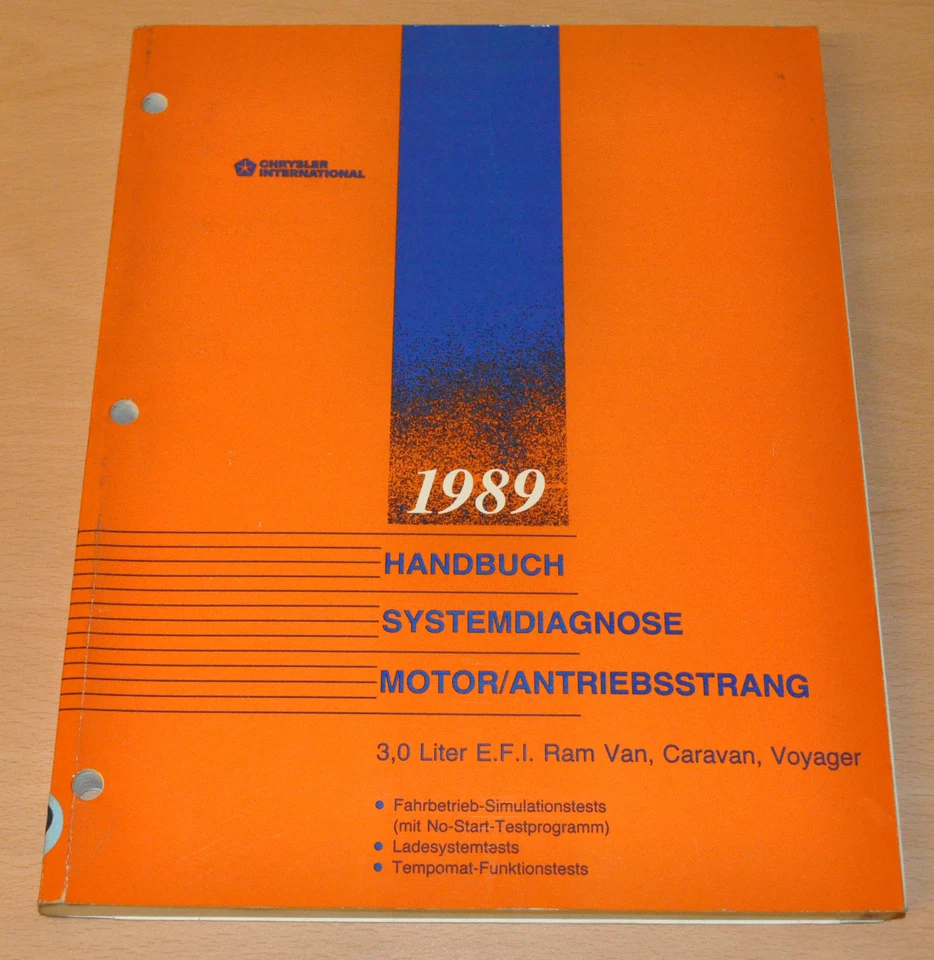 CHRYSLER
INTERNATIONAL
1989
HANDBUCH
SYSTEMDIAGNOSE
MOTOR/ANTRIEBSSTRANG
3,0 Liter E.F.I. Ram Van, Caravan, Voyager
• Fahrbetrieb-Simulationstests
(mit No-Start-Testprogramm)
• Ladesystemtests
• Tempomat-Funktionstests